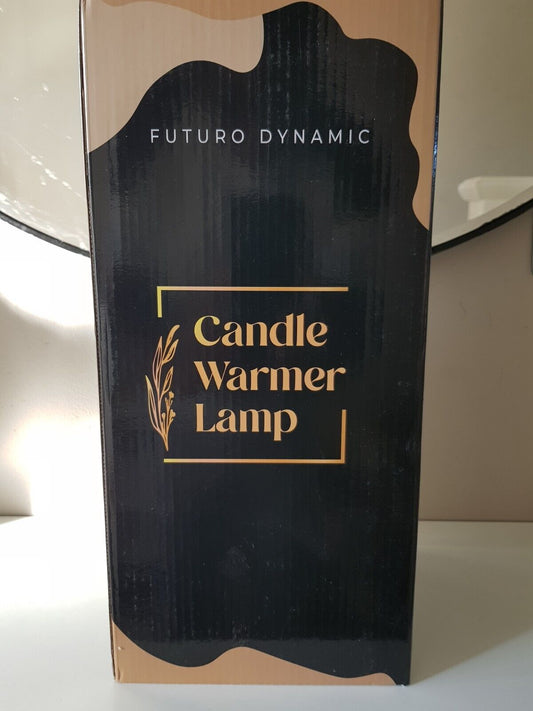 FUTURO DYNAMIC
Candle
Warmer
Lamp